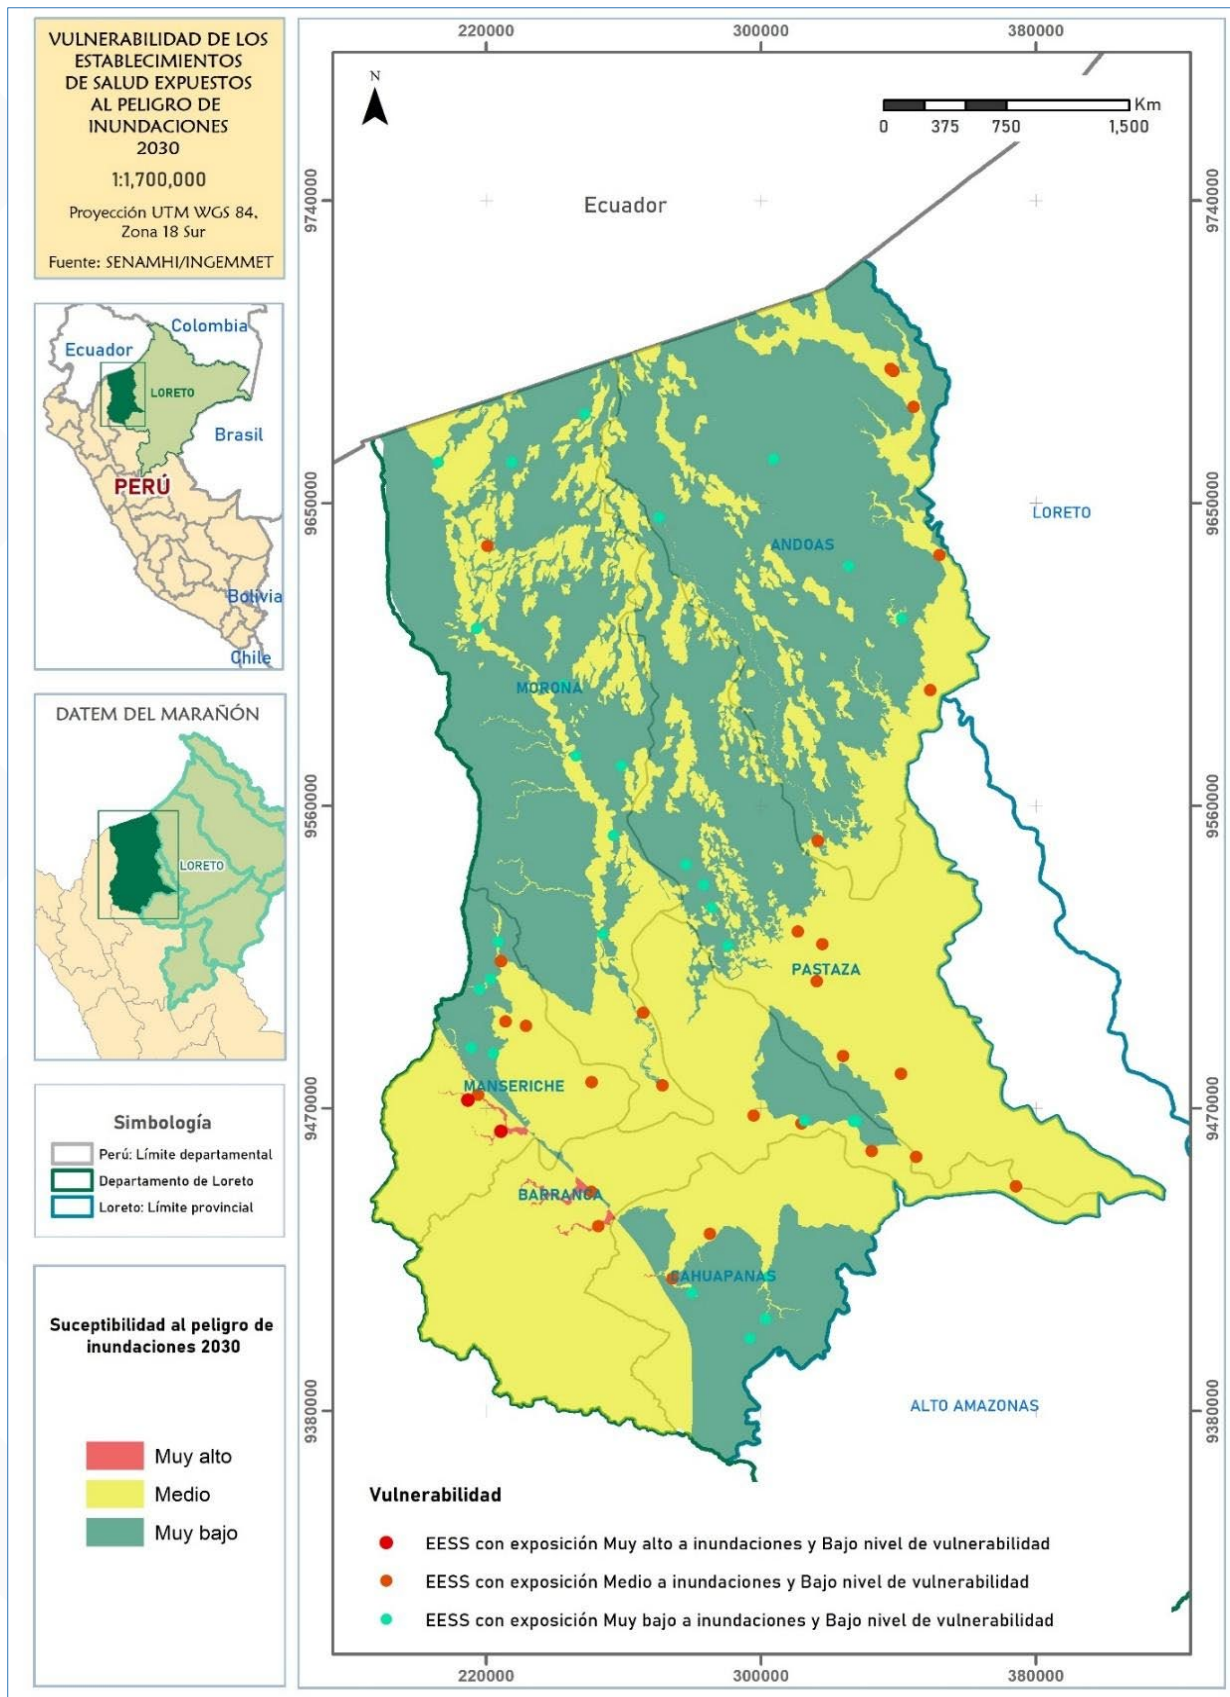 VULNERABILIDAD DE LOS
ESTABLECIMIENTOS
DE SALUD EXPUESTOS
AL PELIGRO DE
INUNDACIONES
2030
1:1,700,000
Proyección UTM WGS 84,
Zona 18 Sur
Fuente: SENAMHI/INGEMMET
Colombia
Ecuador
LORETO
Brasil
PERÚ
Bolivia
Chile
DATEM DEL MARAÑÓN
LORETO
Simbología
Perú: Límite departamental
Departamento de Loreto
Loreto: Límite provincial
Suceptibilidad al peligro de
inundaciones 2030
Muy alto
Medio
Muy bajo
220000
300000
380000
N
Km
0
375
750
1,500
9740000
9740000
Ecuador
9650000
9650000
LORETO
ANDOAS
MORONA
9560000
9560000
PASTAZA
MANSERICHE
9470000
9470000
BARRANCA
CAHUAPANAS
9380000
9380000
ALTO AMAZONAS
Vulnerabilidad
EESS con exposición Muy alto a inundaciones y Bajo nivel de vulnerabilidad
EESS con exposición Medio a inundaciones y Bajo nivel de vulnerabilidad
EESS con exposición Muy bajo a inundaciones y Bajo nivel de vulnerabilidad
220000
300000
380000